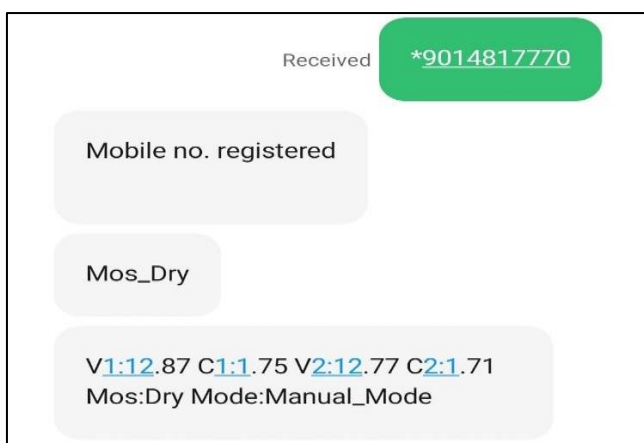 Received *9014817770
Mobile no. registered
Mos_Dry
V1:12.87 C1:1.75 V2:12.77 C2:1.71
Mos:Dry Mode:Manual_Mode